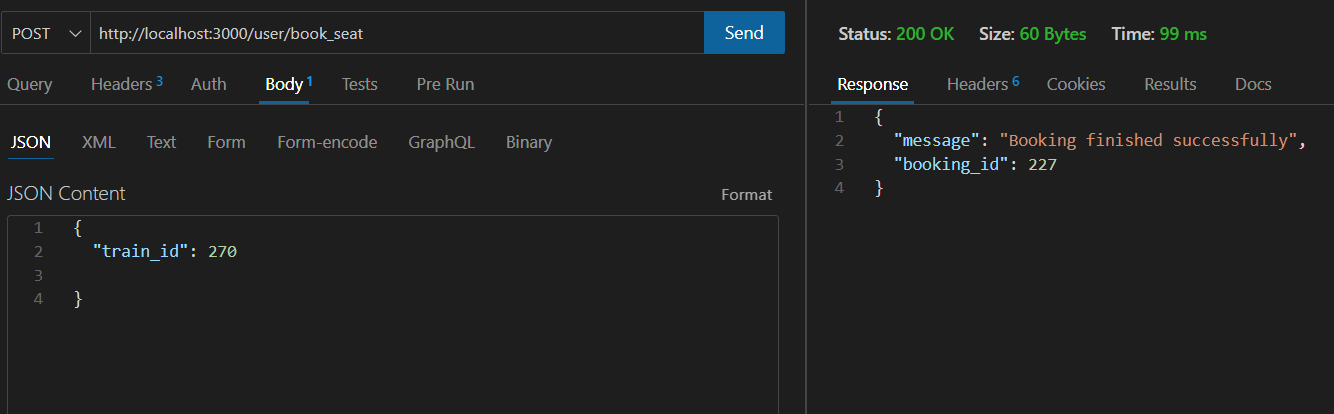 POST http://localhost:3000/user/book_seat Send
Query Headers 3 Auth Body 1 Tests Pre Run
JSON XML Text Form Form-encode GraphQL Binary
JSON Content Format
1 {
2 "train_id": 270
3
4 }
Status: 200 OK Size: 60 Bytes Time: 99 ms
Response Headers 6 Cookies Results Docs
1 {
2 "message": "Booking finished successfully",
3 "booking_id": 227
4 }